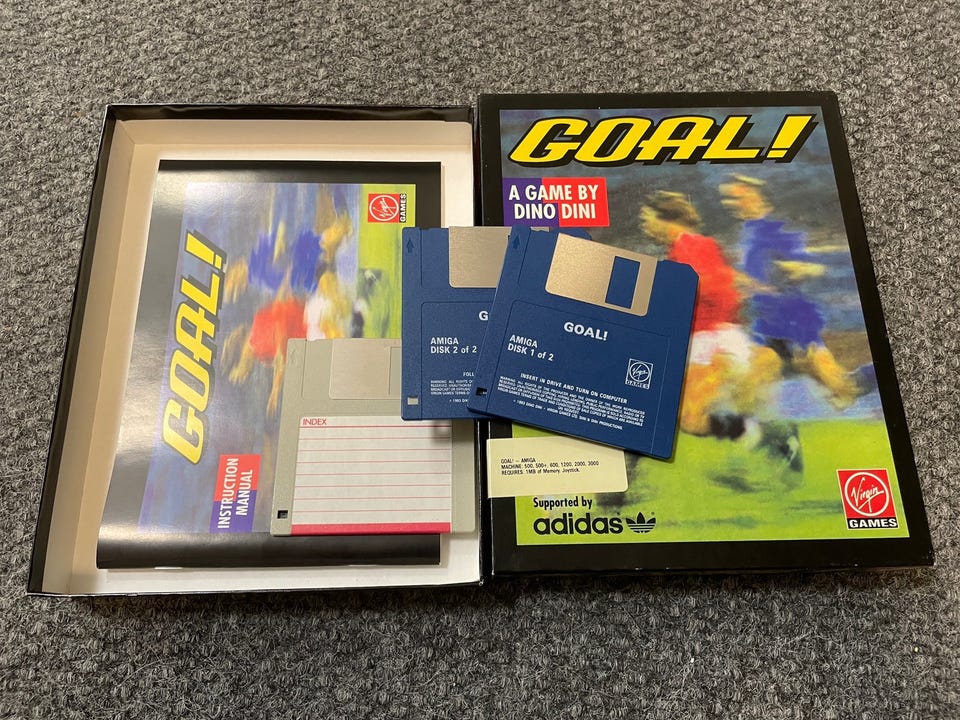 GOAL!
A GAME BY
DINO DINI
Virgin
GAMES
GOAL!
INSTRUCTION
MANUAL
INDEX
AMIGA
DISK 2 of 2
GOAL!
AMIGA
DISK 1 of 2
Virgin
GAMES
INSERT IN DRIVE AND TURN ON COMPUTER
GOAL! — AMIGA
MACHINE: 500, 500+, 600, 1200, 2000, 3000
REQUIRES: 1MB of Memory, Joystick.
Supported by
adidas
Virgin
GAMES